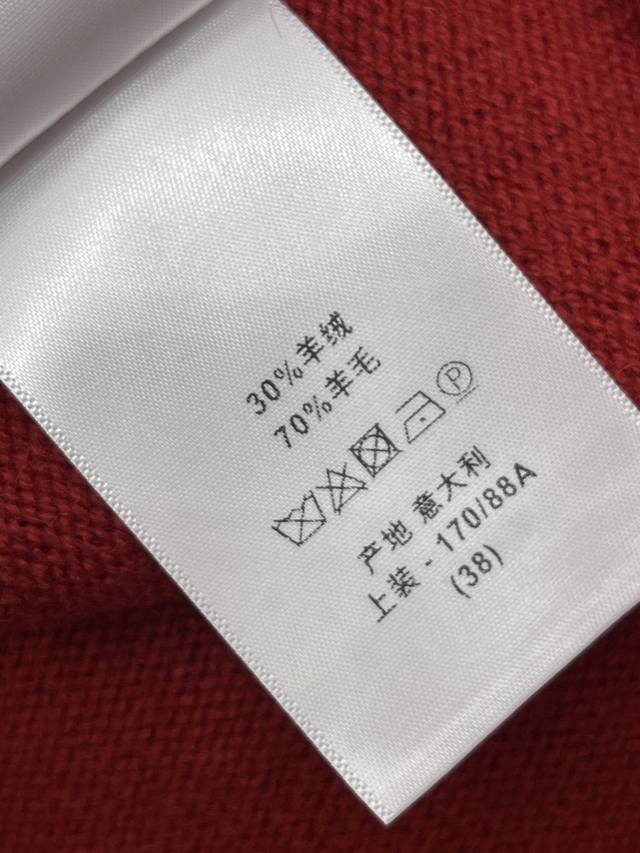 30%羊绒
70%羊毛
P
产地 意大利
上装 - 170/88A
(38)